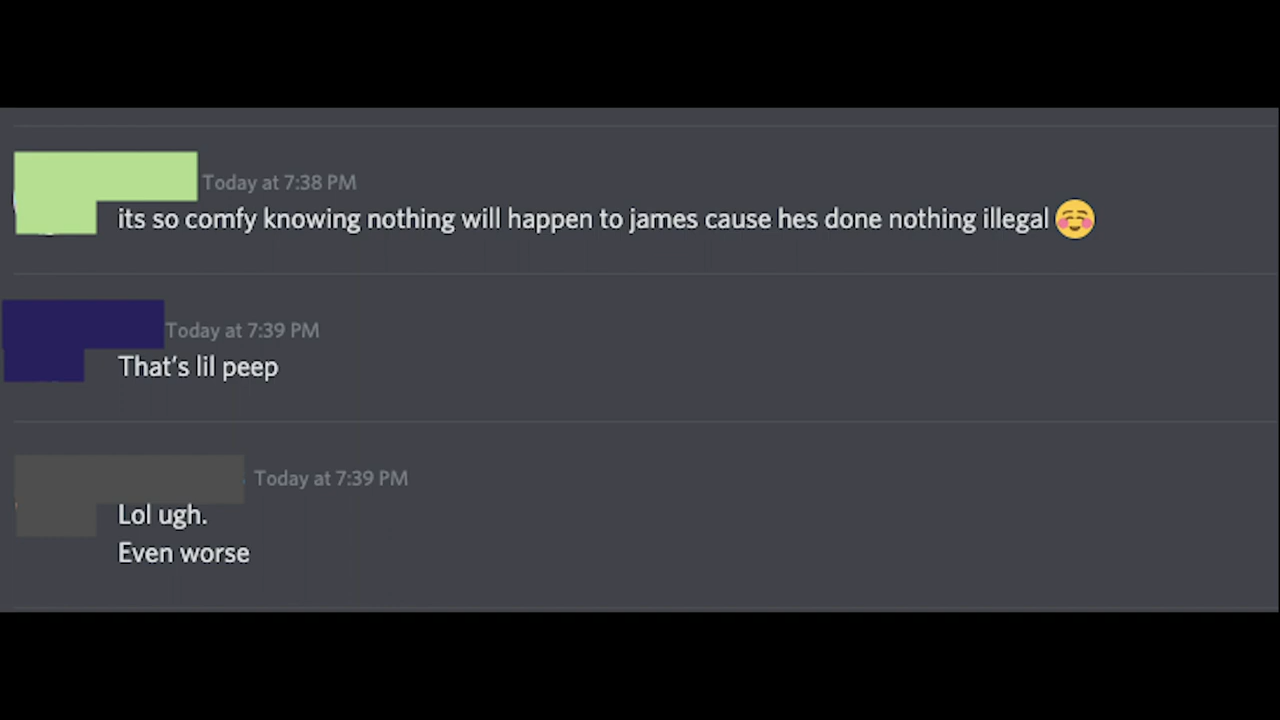 Today at 7:38 PM
its so comfy knowing nothing will happen to james cause hes done nothing illegal ☺️
Today at 7:39 PM
That's lil peep
Today at 7:39 PM
Lol ugh.
Even worse